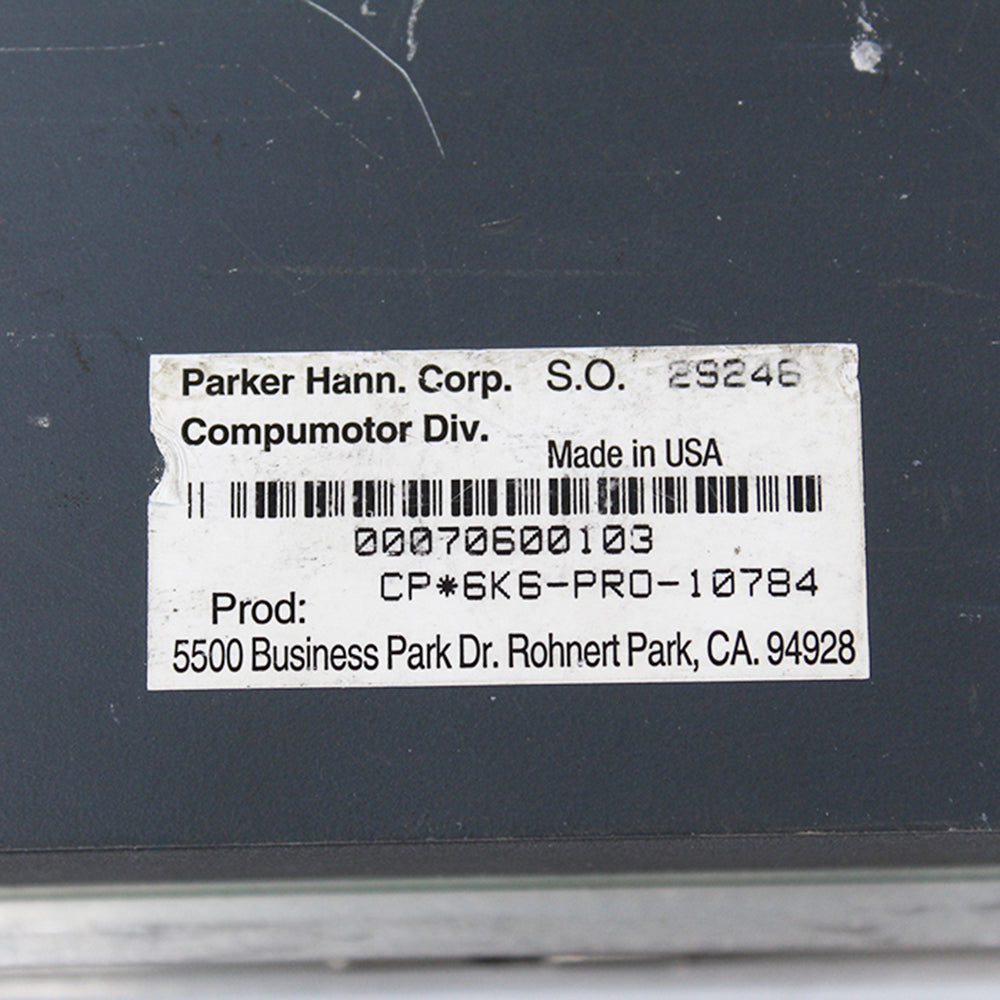 Parker Hann. Corp. S.O. 29246
Compumotor Div.
Made in USA
00070600103
Prod: CP*6K6-PRO-10784
5500 Business Park Dr. Rohnert Park, CA. 94928